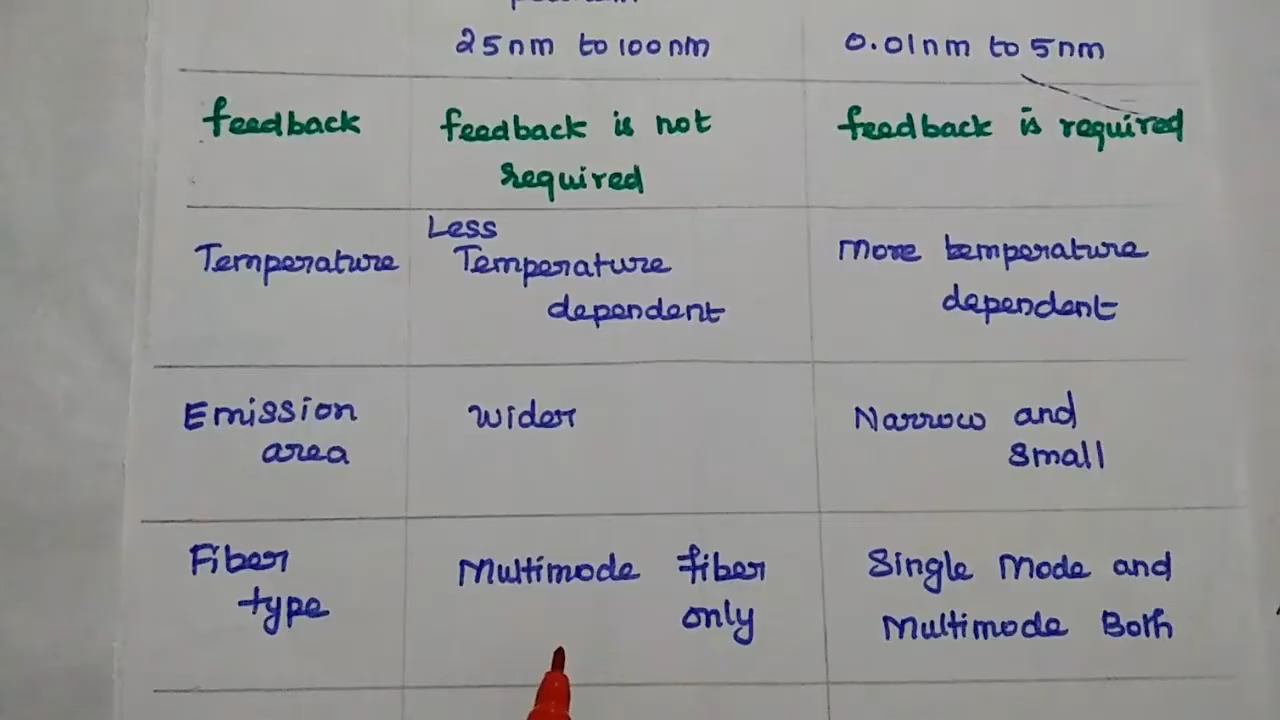 25nm to 100nm
0.01nm to 5nm
feedback
feedback is not
required
feedback is required
Temperature
Less
Temperature
dependent
More temperature
dependent
Emission
area
Wider
Narrow and
Small
Fiber
type
Multimode fiber
only
Single Mode and
Multimode Both